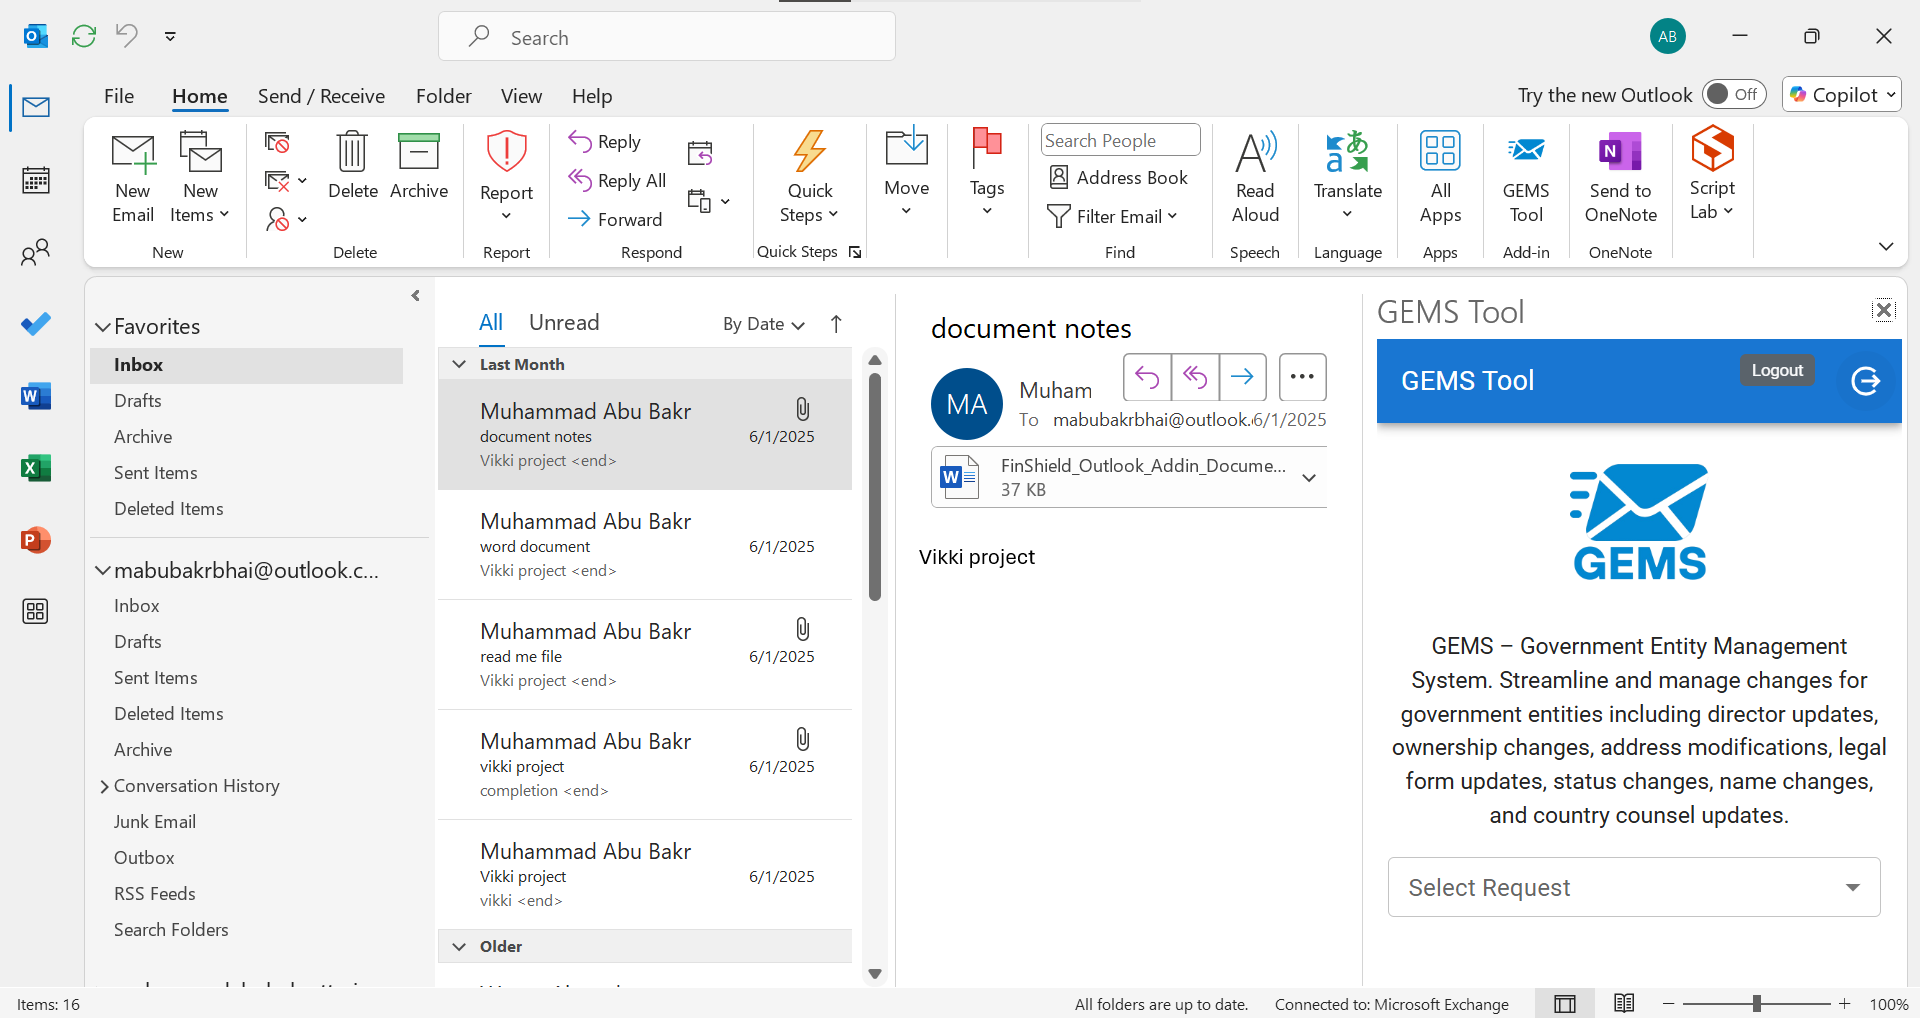 Search
AB
File
Home
Send / Receive
Folder
View
Help
Try the new Outlook
Off
Copilot
New
Email
New
Items
New
Delete
Archive
Delete
Report
Report
Reply
Reply All
Forward
Respond
Quick
Steps
Quick Steps
Move
Tags
Search People
Address Book
Filter Email
Find
Read
Aloud
Speech
Translate
Language
All
Apps
Apps
GEMS
Tool
Add-in
Send to
OneNote
OneNote
Script
Lab
Favorites
Inbox
Drafts
Archive
Sent Items
Deleted Items
mabubakrbhai@outlook.c...
Inbox
Drafts
Sent Items
Deleted Items
Archive
Conversation History
Junk Email
Outbox
RSS Feeds
Search Folders
All
Unread
By Date
Last Month
Muhammad Abu Bakr
document notes
6/1/2025
Vikki project <end>
Muhammad Abu Bakr
word document
6/1/2025
Vikki project <end>
Muhammad Abu Bakr
read me file
6/1/2025
Vikki project <end>
Muhammad Abu Bakr
vikki project
6/1/2025
completion <end>
Muhammad Abu Bakr
Vikki project
6/1/2025
vikki <end>
Older
document notes
MA
Muham
To mabubakrbhai@outlook.
6/1/2025
FinShield_Outlook_Addin_Docume...
37 KB
Vikki project
GEMS Tool
GEMS Tool
Logout
GEMS
GEMS – Government Entity Management
System. Streamline and manage changes for
government entities including director updates,
ownership changes, address modifications, legal
form updates, status changes, name changes,
and country counsel updates.
Select Request
Items: 16
All folders are up to date.
Connected to: Microsoft Exchange
100%